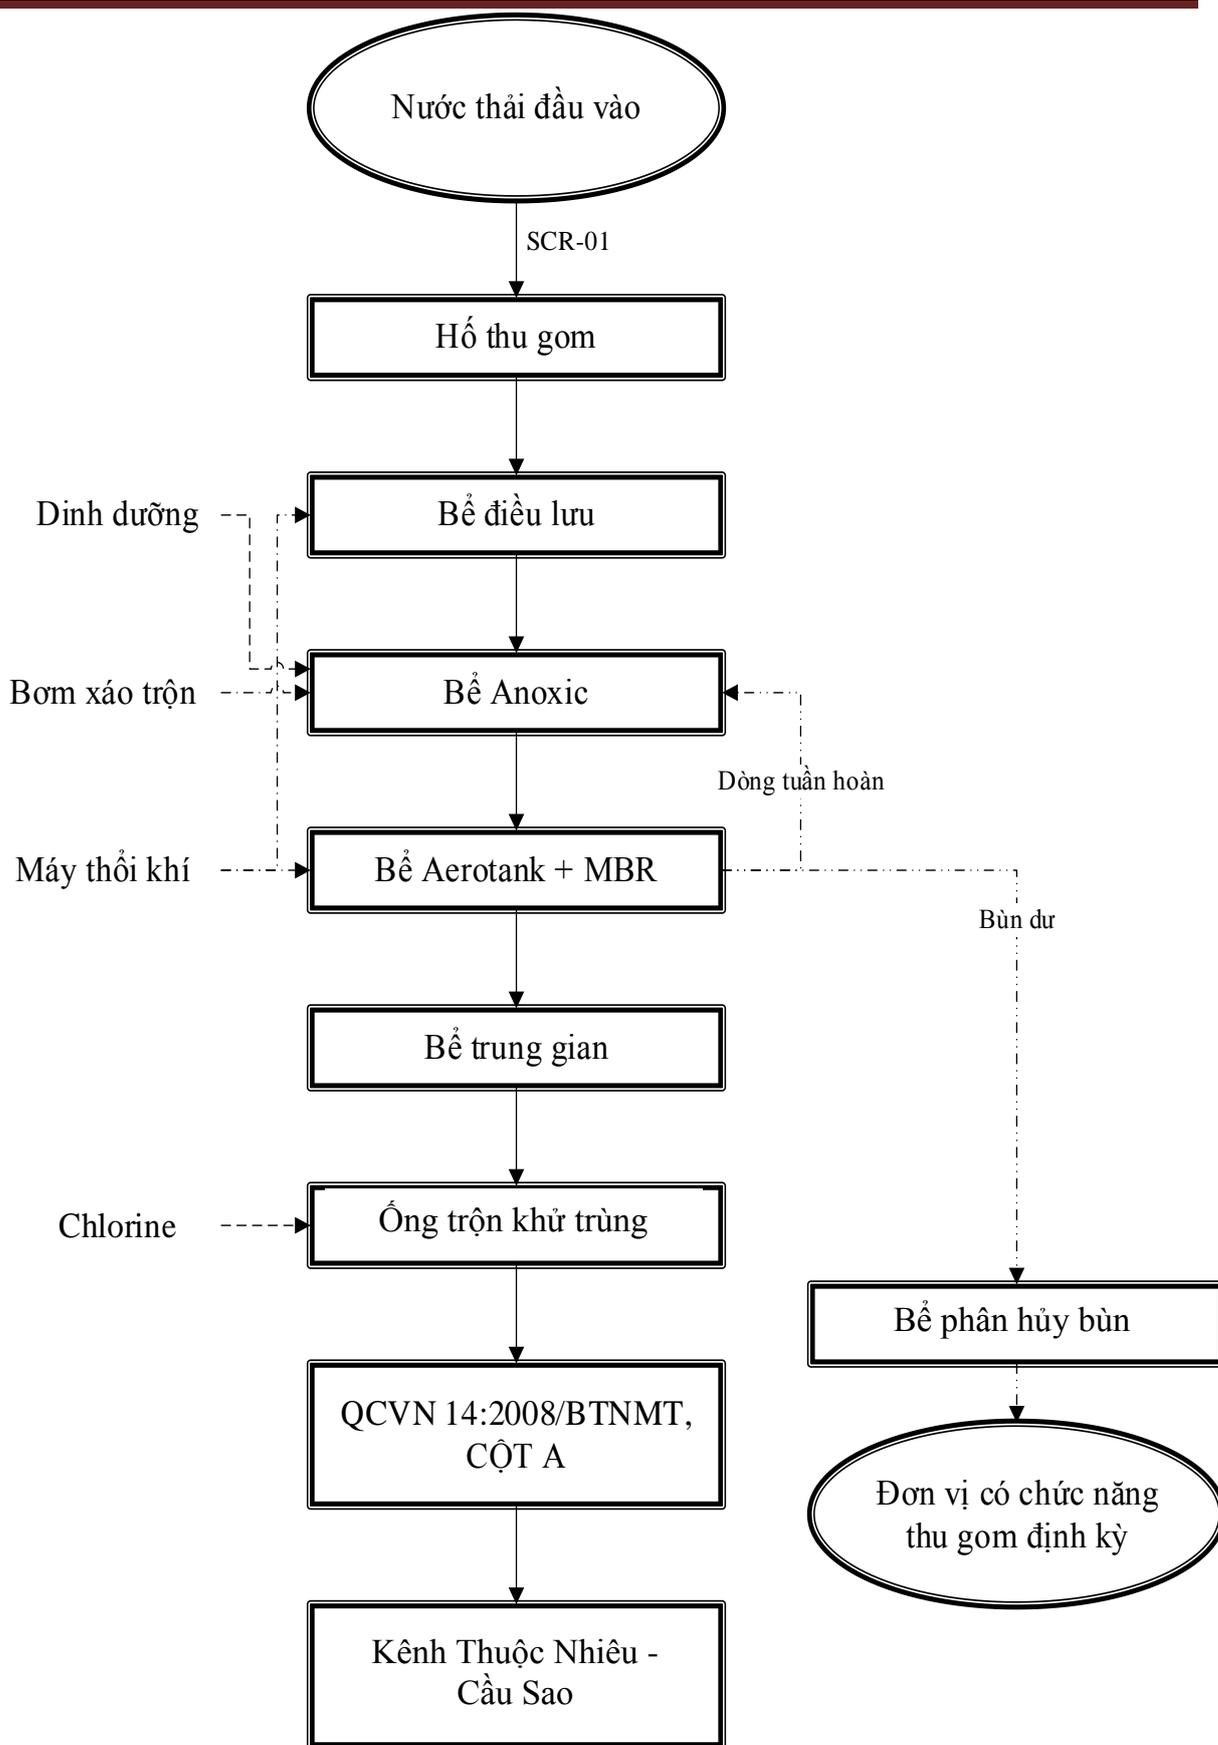 Nước thải đầu vào
SCR-01
Hố thu gom
Dinh dưỡng
Bể điều lưu
Bơm xáo trộn
Bể Anoxic
Dòng tuần hoàn
Máy thổi khí
Bể Aerotank + MBR
Bùn dư
Bể trung gian
Chlorine
Ống trộn khử trùng
Bể phân hủy bùn
QCVN 14:2008/BTNMT,
CỘT A
Đơn vị có chức năng
thu gom định kỳ
Kênh Thuộc Nhiêu -
Cầu Sao